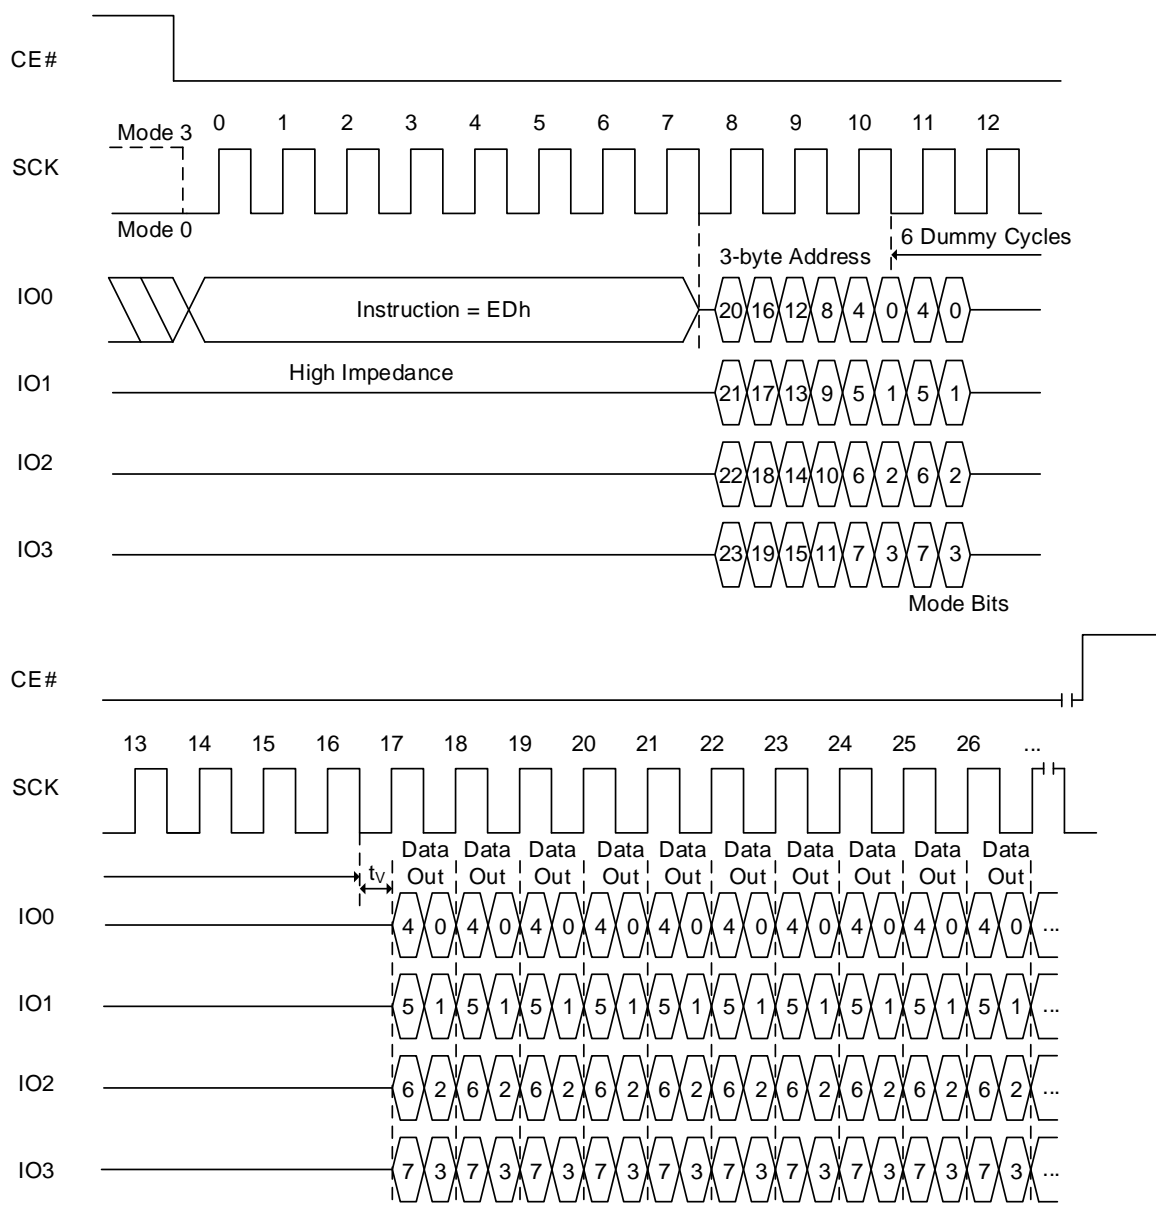 CE#
Mode 3 0 1 2 3 4 5 6 7 8 9 10 11 12
SCK
Mode 0
6 Dummy Cycles
3-byte Address
IO0 Instruction = EDh 20 16 12 8 4 0 4 0
High Impedance
IO1 21 17 13 9 5 1 5 1
IO2 22 18 14 10 6 2 6 2
IO3 23 19 15 11 7 3 7 3
Mode Bits
CE#
13 14 15 16 17 18 19 20 21 22 23 24 25 26 ...
SCK
Data Data Data Data Data Data Data Data Data Data
tV Out Out Out Out Out Out Out Out Out Out
IO0 4 0 4 0 4 0 4 0 4 0 4 0 4 0 4 0 4 0 4 0 ...
IO1 5 1 5 1 5 1 5 1 5 1 5 1 5 1 5 1 5 1 5 1 ...
IO2 6 2 6 2 6 2 6 2 6 2 6 2 6 2 6 2 6 2 6 2 ...
IO3 7 3 7 3 7 3 7 3 7 3 7 3 7 3 7 3 7 3 7 3 ...